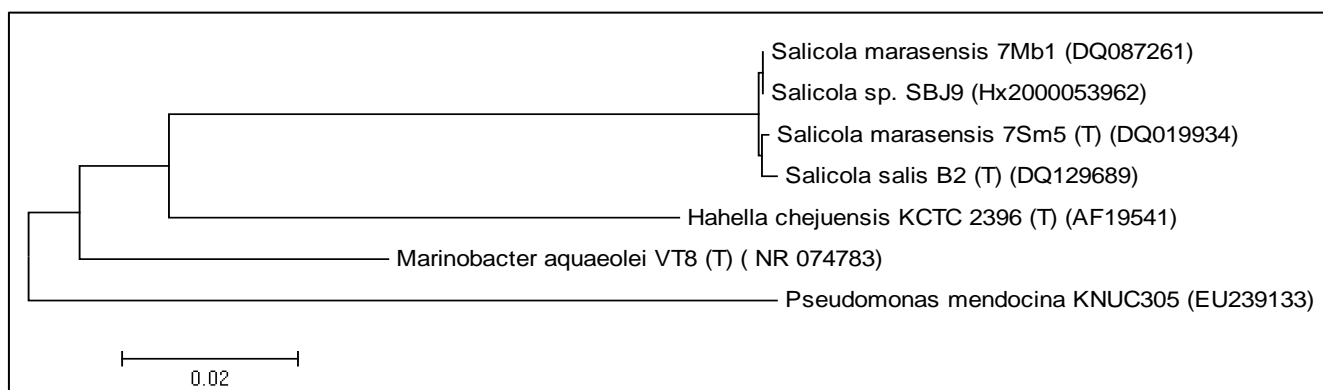 Salicola marasensis 7Mb1 (DQ087261)
Salicola sp. SBJ9 (Hx2000053962)
Salicola marasensis 7Sm5 (T) (DQ019934)
Salicola salis B2 (T) (DQ129689)
Hahella chejuensis KCTC 2396 (T) (AF19541)
Marinobacter aquaeolei VT8 (T) ( NR 074783)
Pseudomonas mendocina KNUC305 (EU239133)
0.02